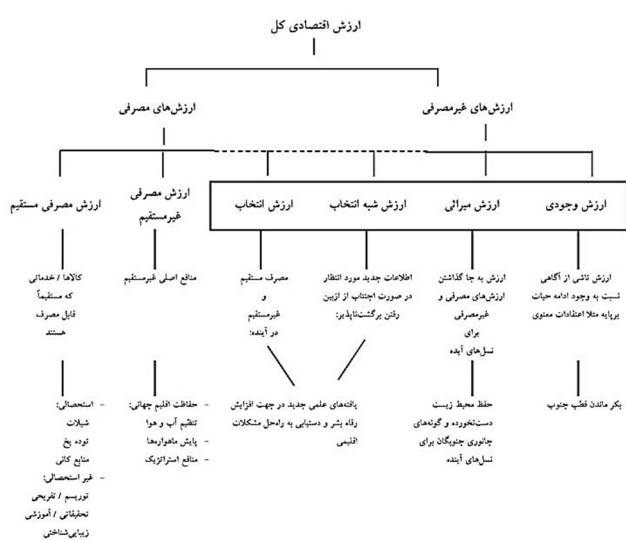 ارزش اقتصادی کل
ارزش‌های غیرمصرفی
ارزش‌های مصرفی
ارزش وجودی
ارزش میراثی
ارزش شبه انتخاب
ارزش انتخاب
ارزش مصرفی
غیرمستقیم
ارزش مصرفی مستقیم
ارزش ناشی از آگاهی
نسبت به وجود ادامه حیات
برپایه مثلا اعتقادات معنوی
ارزش به جا گذاشتن
ارزش‌های مصرفی و
غیرمصرفی
برای
نسل‌های آیده
اطلاعات جدید مورد انتظار
در صورت اجتناب از ازبین
رفتن برگشت‌ناپذیر:
مصرف مستقیم
و
غیرمستقیم
در آینده:
منافع اصلی غیرمستقیم
کالاها / خدماتی
که مستقیماً
قابل مصرف
هستند
بکر ماندن قطب جنوب
حفظ محیط زیست
دست‌نخورده و گونه‌های
جانوری جنوبگان برای
نسل‌های آینده
یافته‌های علمی جدید در جهت افزایش
رفاه بشر و دستیابی به راه‌حل مشکلات
اقلیمی
- حفاظت اقلیم جهانی:
تنظیم آب و هوا
- پایش ماهواره‌ها
- منافع استراتژیک
- استحصالی:
شیلات
توده یخ
منابع کانی
- غیر استحصالی:
توریسم / تفریحی
تحقیقاتی / آموزشی
زیبایی‌شناختی